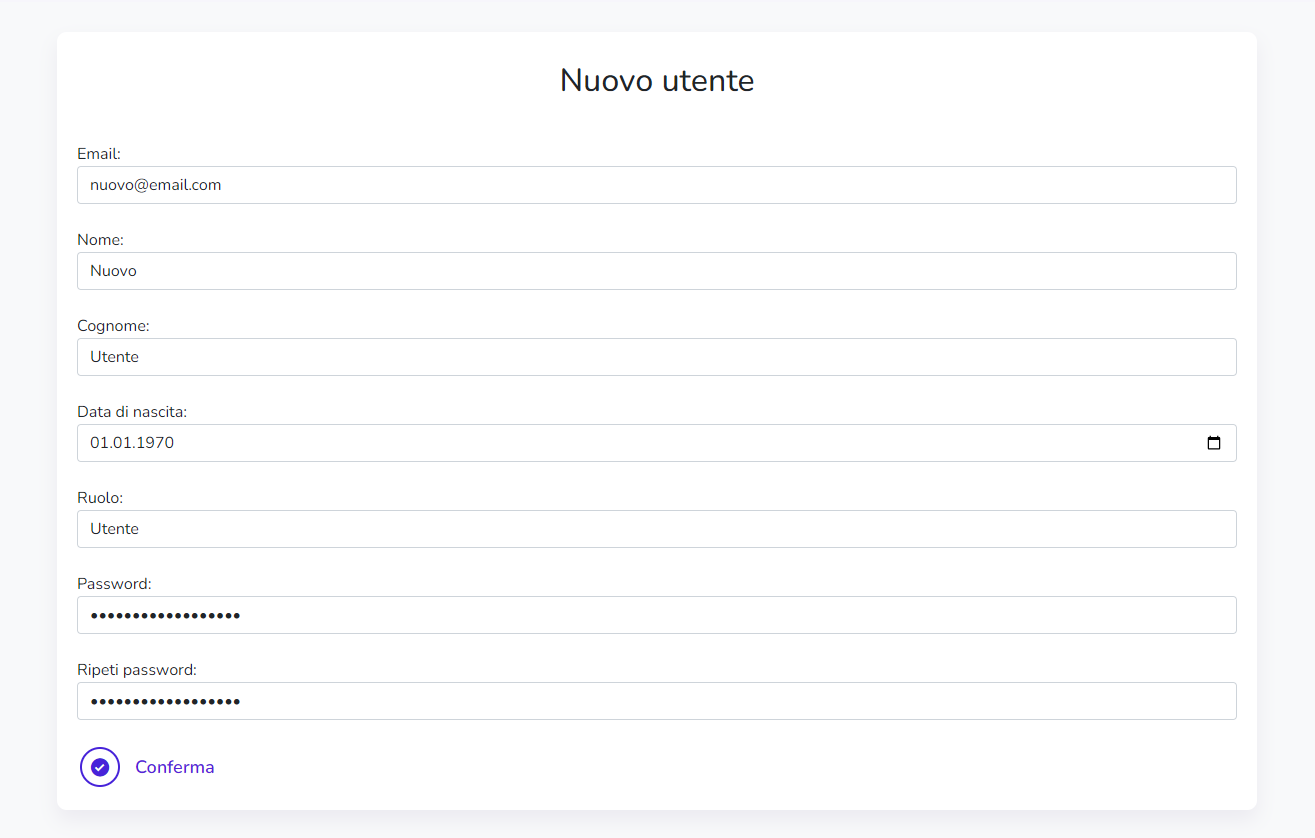 Nuovo utente
Email:
nuovo@email.com
Nome:
Nuovo
Cognome:
Utente
Data di nascita:
01.01.1970
Ruolo:
Utente
Password:
••••••••••••••••••
Ripeti password:
••••••••••••••••••
Conferma